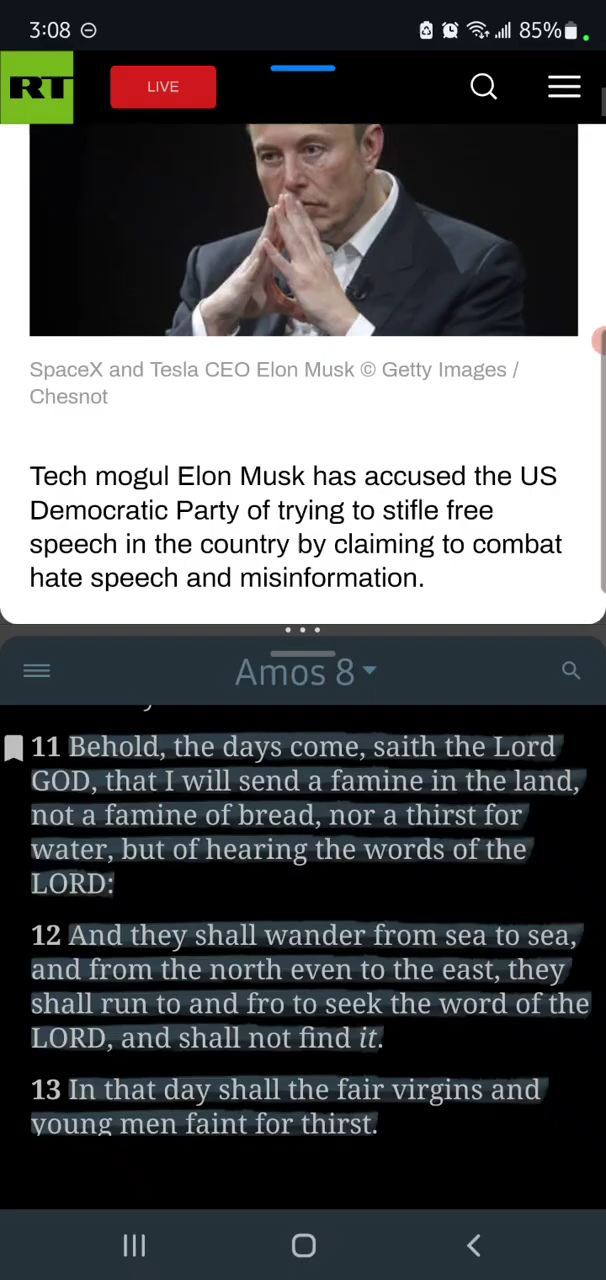 3:08 85%
RT LIVE
SpaceX and Tesla CEO Elon Musk © Getty Images /
Chesnot
Tech mogul Elon Musk has accused the US
Democratic Party of trying to stifle free
speech in the country by claiming to combat
hate speech and misinformation.
Amos 8
11 Behold, the days come, saith the Lord
GOD, that I will send a famine in the land,
not a famine of bread, nor a thirst for
water, but of hearing the words of the
LORD:
12 And they shall wander from sea to sea,
and from the north even to the east, they
shall run to and fro to seek the word of the
LORD, and shall not find it.
13 In that day shall the fair virgins and
young men faint for thirst.